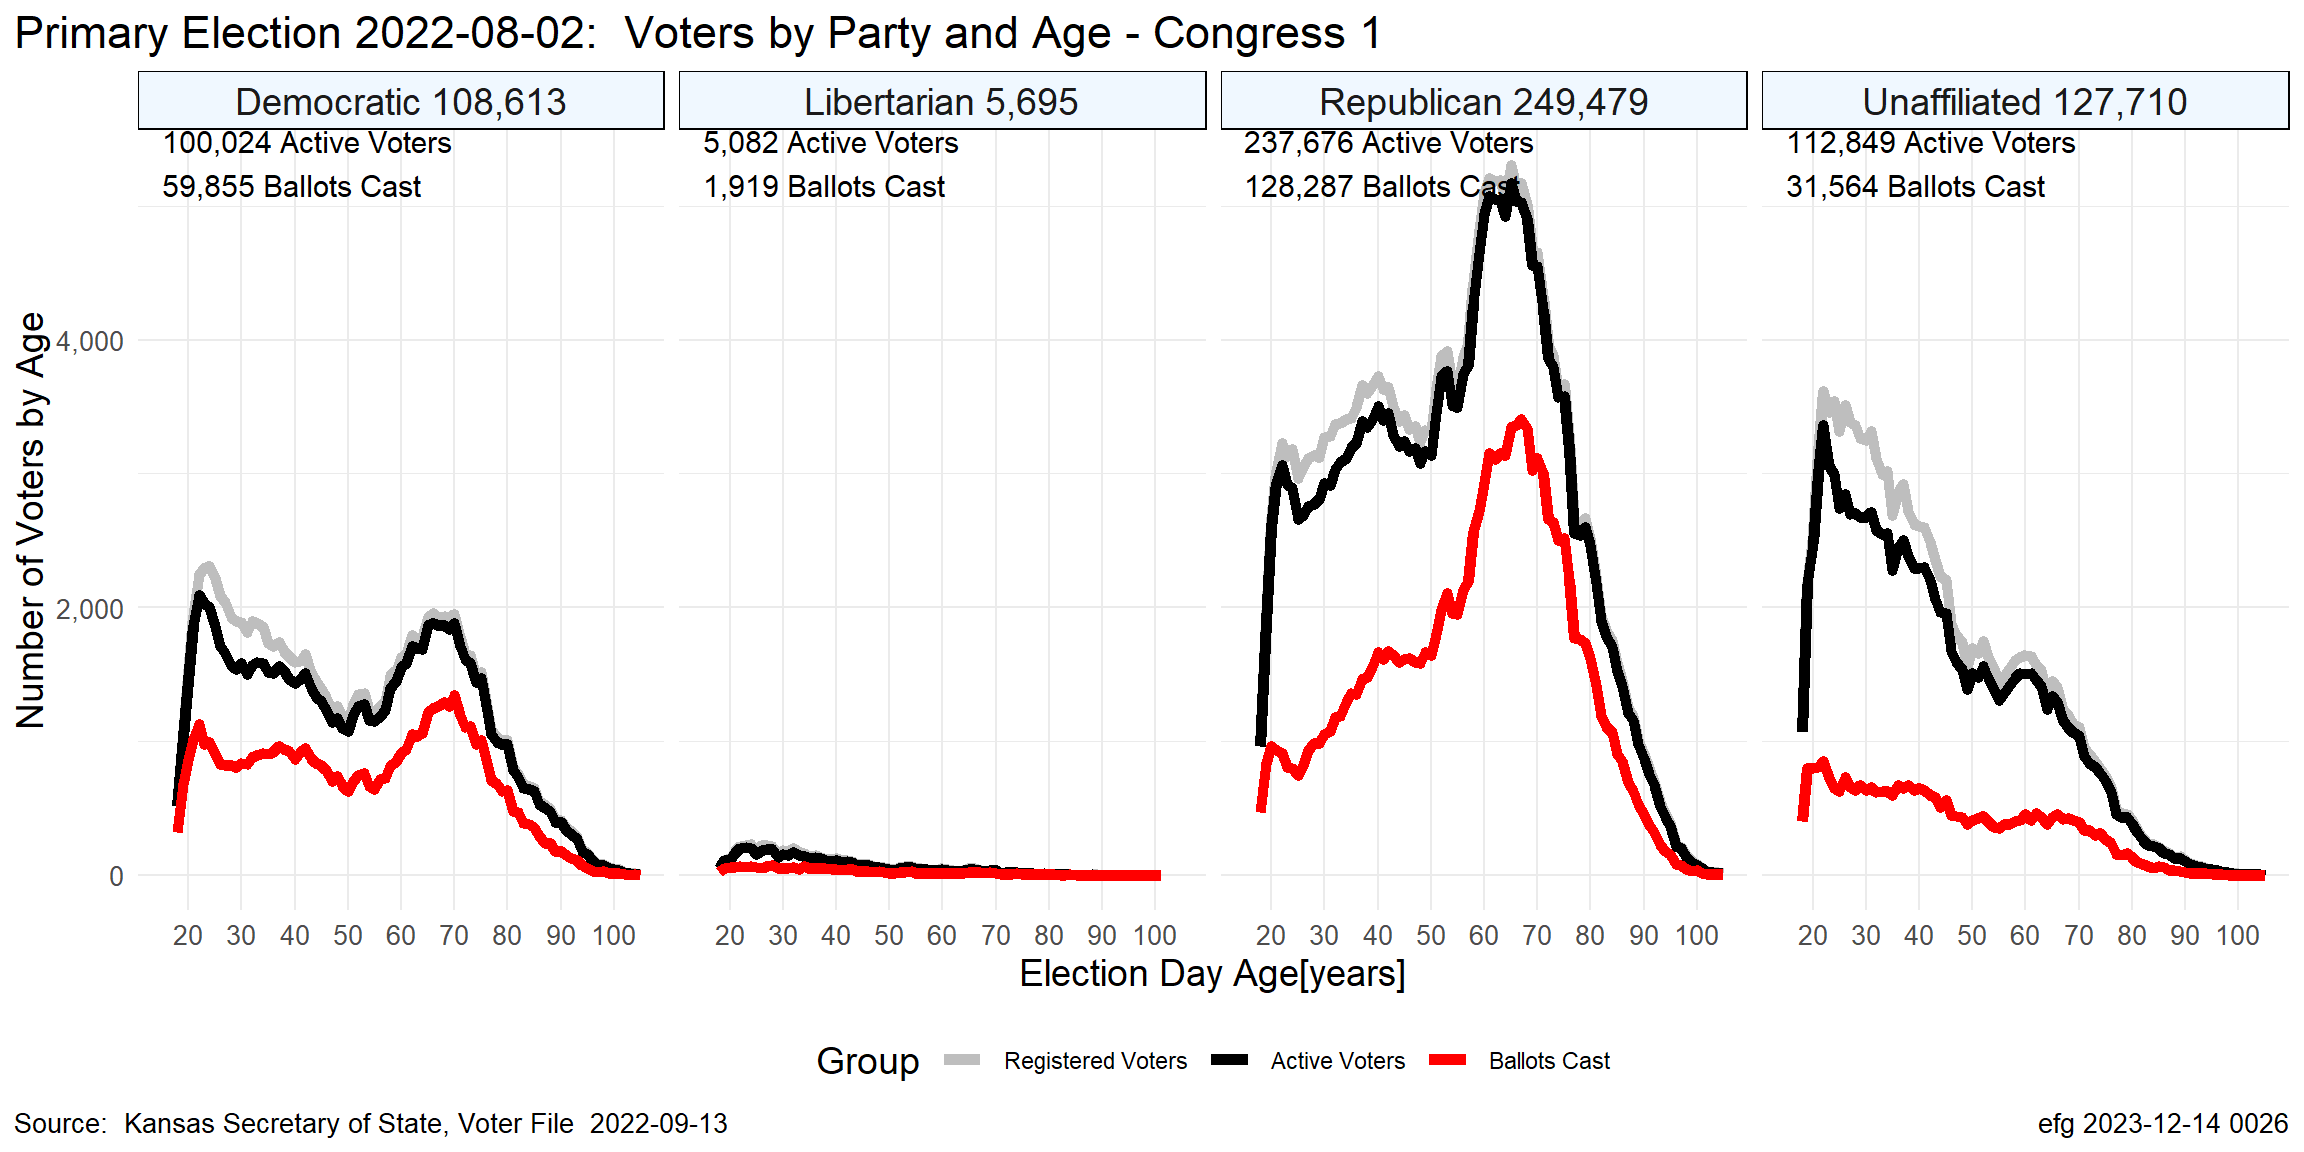 Primary Election 2022-08-02:  Voters by Party and Age - Congress 1
Democratic 108,613
Libertarian 5,695
Republican 249,479
Unaffiliated 127,710
100,024 Active Voters
59,855 Ballots Cast
5,082 Active Voters
1,919 Ballots Cast
237,676 Active Voters
128,287 Ballots Cast
112,849 Active Voters
31,564 Ballots Cast
Number of Voters by Age
4,000
2,000
0
20 30 40 50 60 70 80 90 100
20 30 40 50 60 70 80 90 100
20 30 40 50 60 70 80 90 100
20 30 40 50 60 70 80 90 100
Election Day Age[years]
Group Registered Voters Active Voters Ballots Cast
Source:  Kansas Secretary of State, Voter File  2022-09-13
efg 2023-12-14 0026